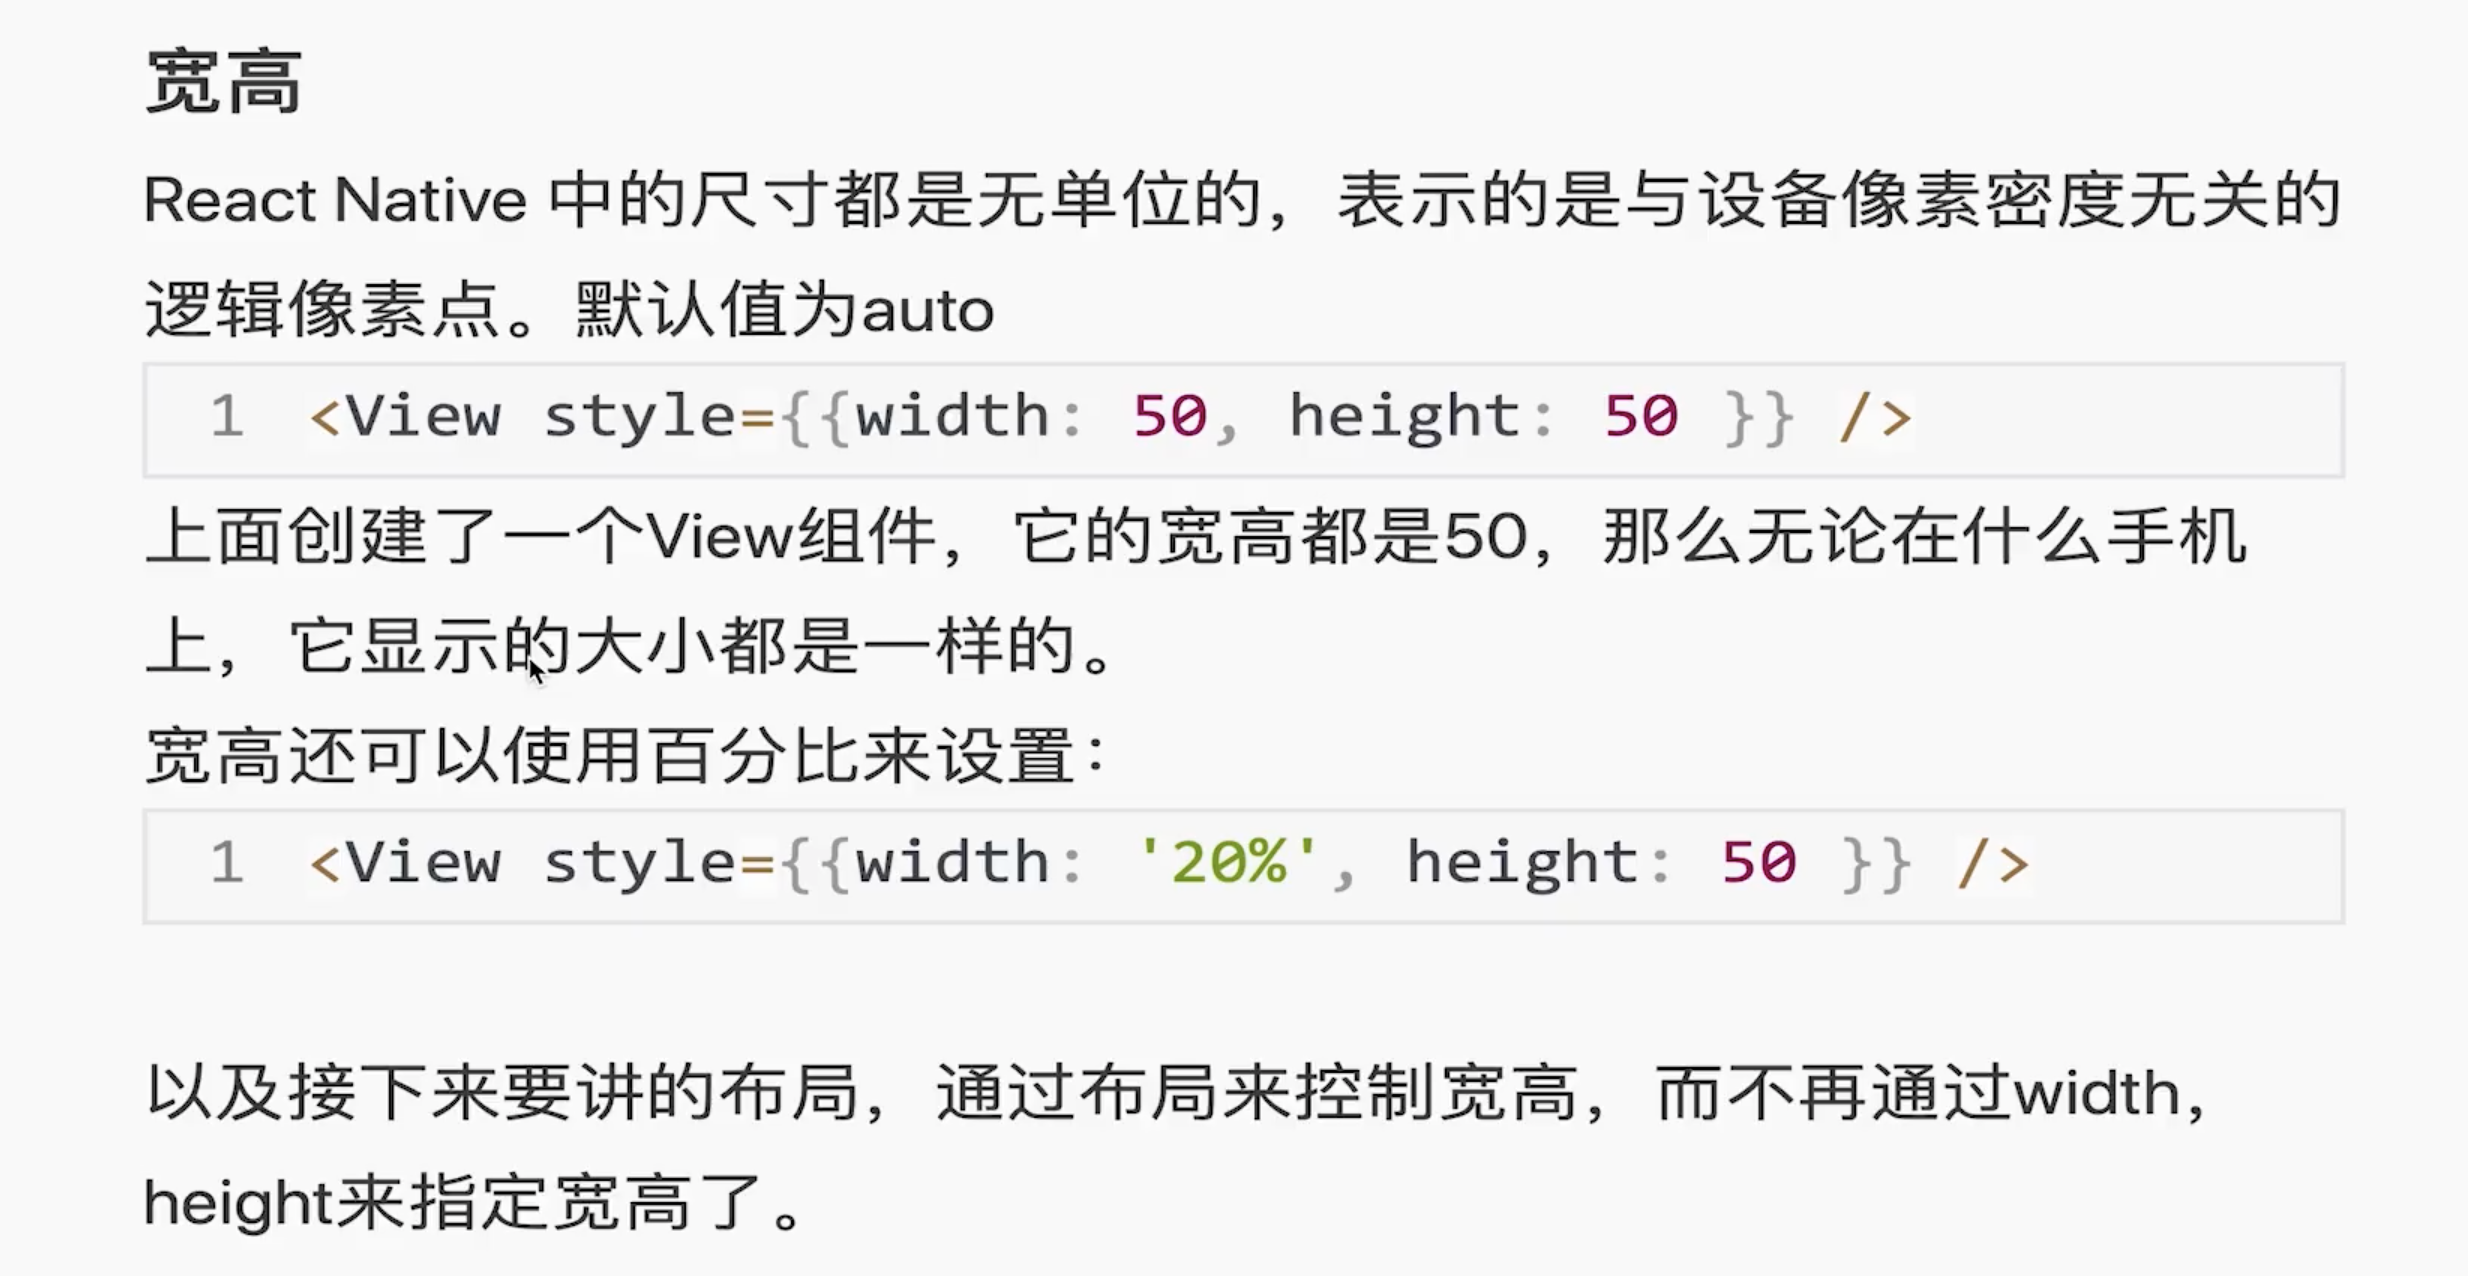 宽高
React Native 中的尺寸都是无单位的，表示的是与设备像素密度无关的
逻辑像素点。默认值为auto
1 <View style={{width: 50, height: 50 }} />
上面创建了一个View组件，它的宽高都是50，那么无论在什么手机
上，它显示的大小都是一样的。
宽高还可以使用百分比来设置：
1 <View style={{width: '20%', height: 50 }} />
以及接下来要讲的布局，通过布局来控制宽高，而不再通过width，
height来指定宽高了。